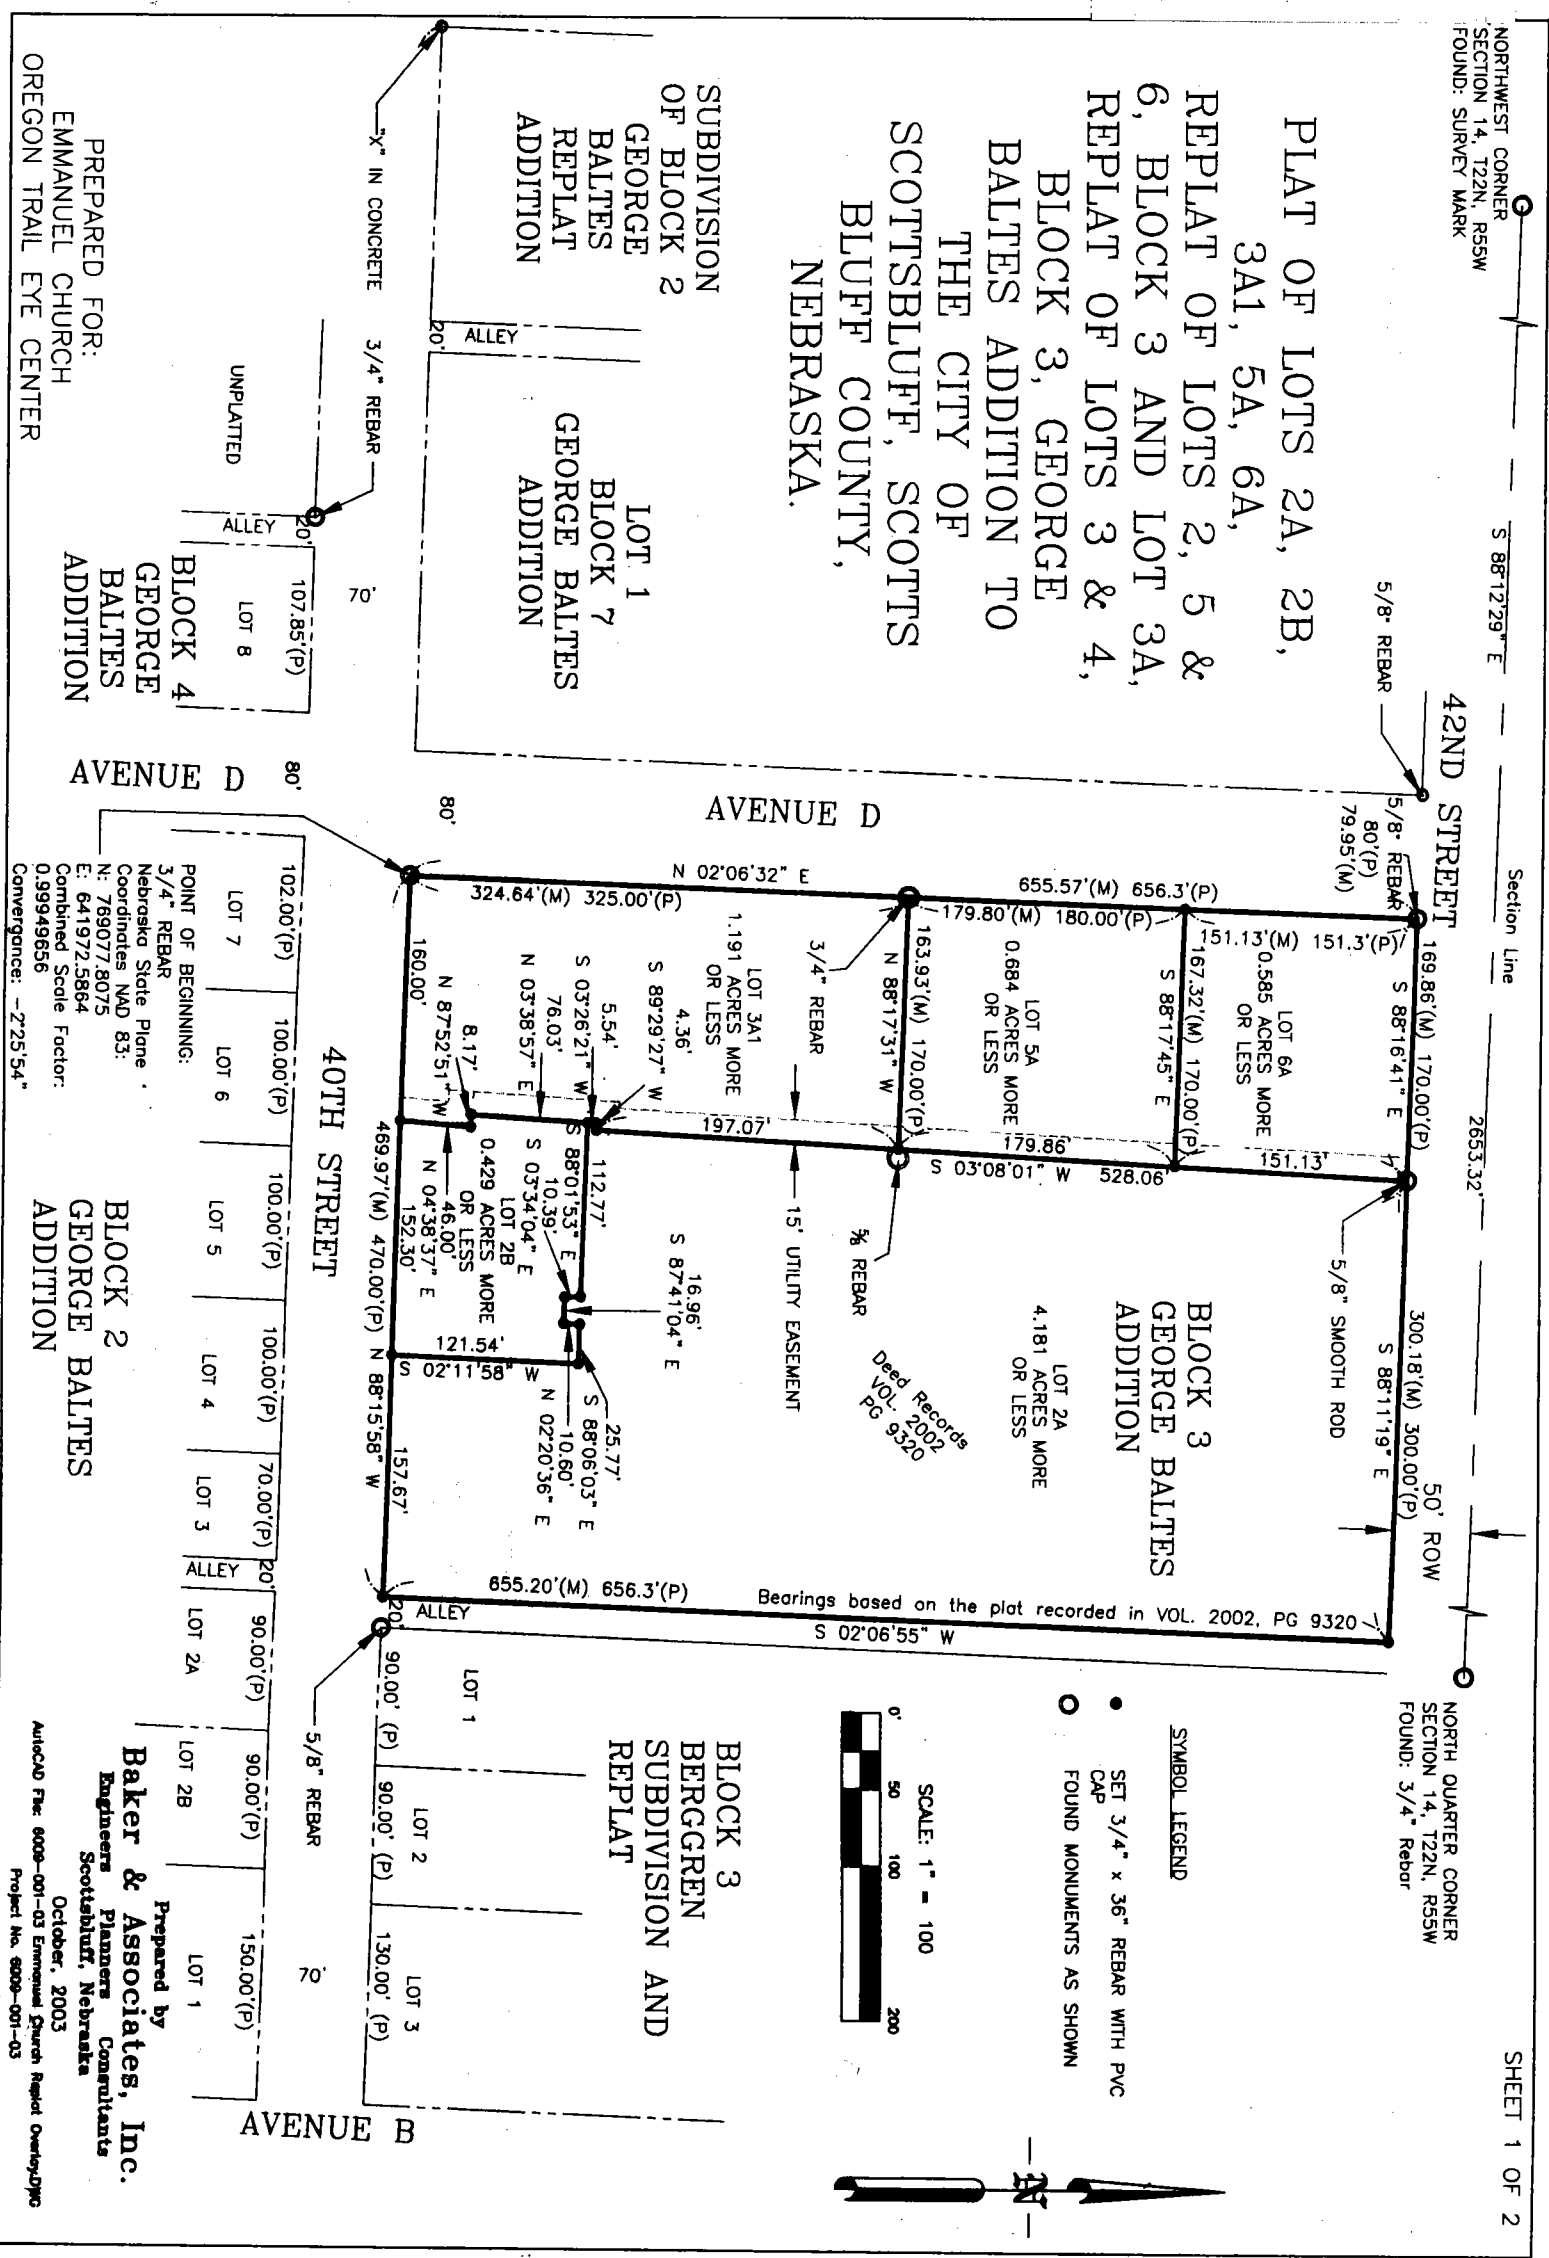 SHEET 1 OF 2
NORTHWEST CORNER
SECTION 14, T22N, R55W
FOUND: SURVEY MARK
S 88°12'29" E
Section Line
2653.32'
NORTH QUARTER CORNER
SECTION 14, T22N, R55W
FOUND: 3/4" Rebar
50' ROW
42ND STREET
5/8" REBAR
5/8" REBAR
80'(P)
79.95'(M)
PLAT OF LOTS 2A, 2B,
3A1, 5A, 6A,
REPLAT OF LOTS 2, 5 &
6, BLOCK 3 AND LOT 3A,
REPLAT OF LOTS 3 & 4,
BLOCK 3, GEORGE
BALTES ADDITION TO
THE CITY OF
SCOTTSBLUFF, SCOTTS
BLUFF COUNTY,
NEBRASKA.
169.86'(M) 170.00'(P)
S 88°16'41" E
300.18'(M) 300.00'(P)
S 88°11'19" E
5/8" SMOOTH ROD
151.13'(M) 151.3'(P)
LOT 6A
0.585 ACRES MORE
OR LESS
151.13'
167.32'(M) 170.00'(P)
S 88°17'45" E
655.57'(M) 656.3'(P)
N 02°06'32" E
179.80'(M) 180.00'(P)
LOT 5A
0.684 ACRES MORE
OR LESS
179.86'
S 03°08'01" W 528.06'
163.93'(M) 170.00'(P)
N 88°17'31" W
3/4" REBAR
5/8 REBAR
BLOCK 3
GEORGE BALTES
ADDITION
LOT 2A
4.181 ACRES MORE
OR LESS
Deed Records
VOL. 2002
PG 9320
15' UTILITY EASEMENT
AVENUE D
324.64'(M) 325.00'(P)
LOT 3A1
1.191 ACRES MORE
OR LESS
197.07'
4.36'
S 89°29'27" W
5.54'
S 03°26'21" W
76.03'
N 03°38'57" E
8.17'
N 87°52'51" W
160.00'
112.77'
S 88°01'53" E
10.39'
S 03°34'04" E
LOT 2B
0.429 ACRES MORE
OR LESS
46.00'
N 04°38'37" E
152.30'
16.96'
S 87°41'04" E
25.77'
S 88°06'03" E
10.60'
N 02°20'36" E
121.54'
S 02°11'58" W
469.97'(M) 470.00'(P) N 88°15'58" W
157.67'
655.20'(M) 656.3'(P)
S 02°06'55" W
Bearings based on the plat recorded in VOL. 2002, PG 9320
ALLEY
20'
SYMBOL LEGEND
SET 3/4" x 36" REBAR WITH PVC
CAP
FOUND MONUMENTS AS SHOWN
N
SCALE: 1" = 100
0' 50 100 200
BLOCK 3
BERGGREN
SUBDIVISION AND
REPLAT
LOT 1
LOT 2
LOT 3
90.00' (P)
90.00' (P)
130.00' (P)
70'
5/8" REBAR
AVENUE B
SUBDIVISION
OF BLOCK 2
GEORGE
BALTES
REPLAT
ADDITION
ALLEY
20'
LOT 1
BLOCK 7
GEORGE BALTES
ADDITION
"X" IN CONCRETE
3/4" REBAR
70'
80'
80'
40TH STREET
UNPLATTED
ALLEY
20'
107.85'(P)
LOT 8
BLOCK 4
GEORGE
BALTES
ADDITION
AVENUE D
102.00'(P)
LOT 7
100.00'(P)
LOT 6
100.00'(P)
LOT 5
100.00'(P)
LOT 4
70.00'(P)
LOT 3
20'
ALLEY
90.00'(P)
LOT 2A
90.00'(P)
LOT 2B
150.00'(P)
LOT 1
BLOCK 2
GEORGE BALTES
ADDITION
POINT OF BEGINNING:
3/4" REBAR
Nebraska State Plane
Coordinates NAD 83:
N: 769077.8075
E: 641972.5864
Combined Scale Factor:
0.99949656
Convergance: -2°25'54"
PREPARED FOR:
EMMANUEL CHURCH
OREGON TRAIL EYE CENTER
Prepared by
Baker & Associates, Inc.
Engineers Planners Consultants
Scottsbluff, Nebraska
October, 2003
AutoCAD File: 6009-001-03 Emmanuel Church Replat Overlay.DWG
Project No. 6009-001-03